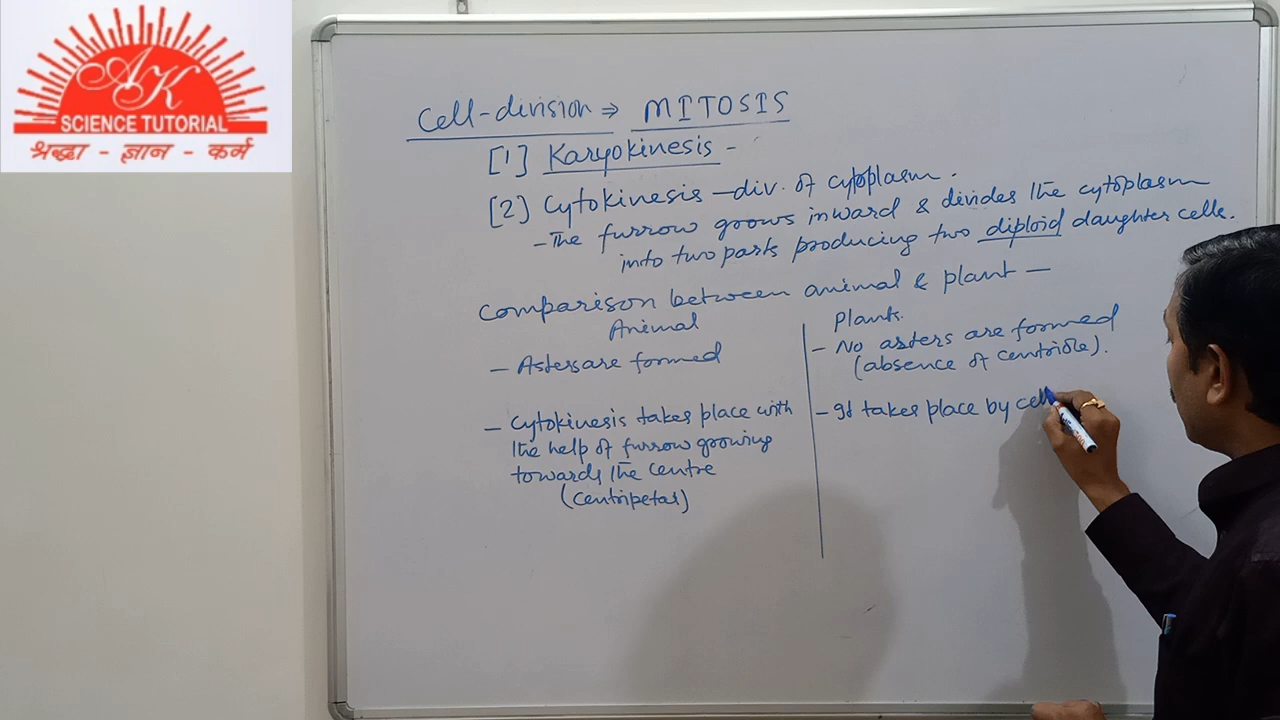 AK
SCIENCE TUTORIAL
श्रद्धा - ज्ञान - कर्म
Cell-division ⇒ MITOSIS
[1] Karyokinesis -
[2] Cytokinesis - div. of cytoplasm.
- The furrow grows inward & divides the cytoplasm
into two parts producing two diploid daughter cells.
Comparison between animal & plant -
Animal
Plants.
- Asters are formed
- No asters are formed
(absence of centriole).
- Cytokinesis takes place with
the help of furrow growing
towards the centre
(centripetal)
- It takes place by cell